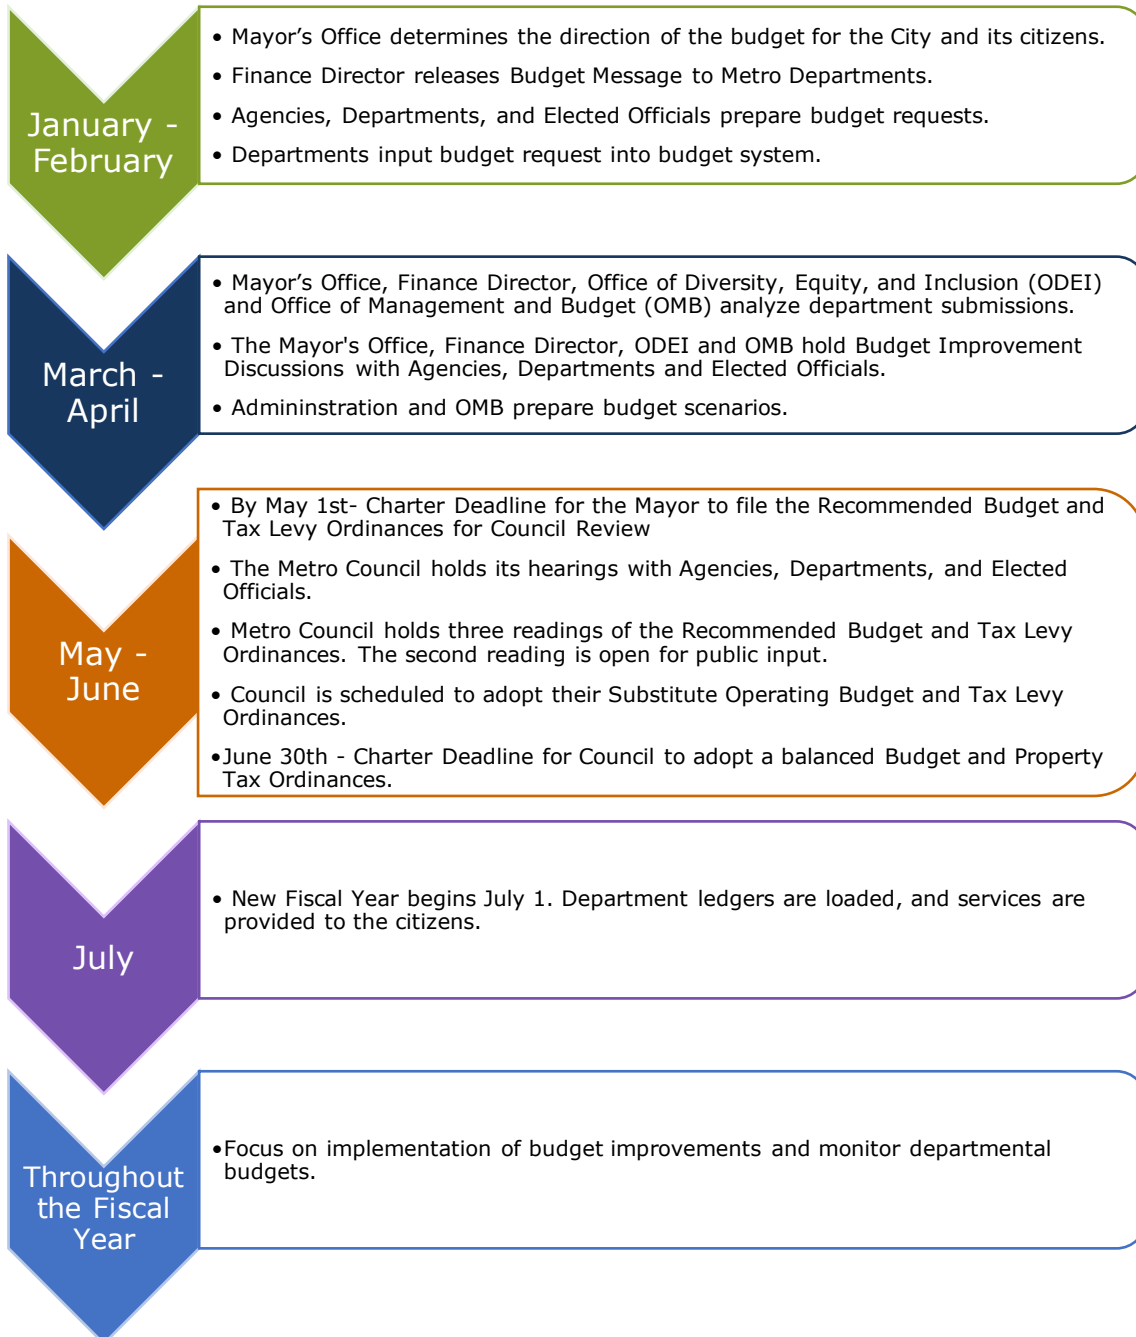 January -
February
• Mayor's Office determines the direction of the budget for the City and its citizens.
• Finance Director releases Budget Message to Metro Departments.
• Agencies, Departments, and Elected Officials prepare budget requests.
• Departments input budget request into budget system.
March -
April
• Mayor's Office, Finance Director, Office of Diversity, Equity, and Inclusion (ODEI)
and Office of Management and Budget (OMB) analyze department submissions.
• The Mayor's Office, Finance Director, ODEI and OMB hold Budget Improvement
Discussions with Agencies, Departments and Elected Officials.
• Admininstration and OMB prepare budget scenarios.
May -
June
• By May 1st- Charter Deadline for the Mayor to file the Recommended Budget and
Tax Levy Ordinances for Council Review
• The Metro Council holds its hearings with Agencies, Departments, and Elected
Officials.
• Metro Council holds three readings of the Recommended Budget and Tax Levy
Ordinances. The second reading is open for public input.
• Council is scheduled to adopt their Substitute Operating Budget and Tax Levy
Ordinances.
•June 30th - Charter Deadline for Council to adopt a balanced Budget and Property
Tax Ordinances.
July
• New Fiscal Year begins July 1. Department ledgers are loaded, and services are
provided to the citizens.
Throughout
the Fiscal
Year
•Focus on implementation of budget improvements and monitor departmental
budgets.